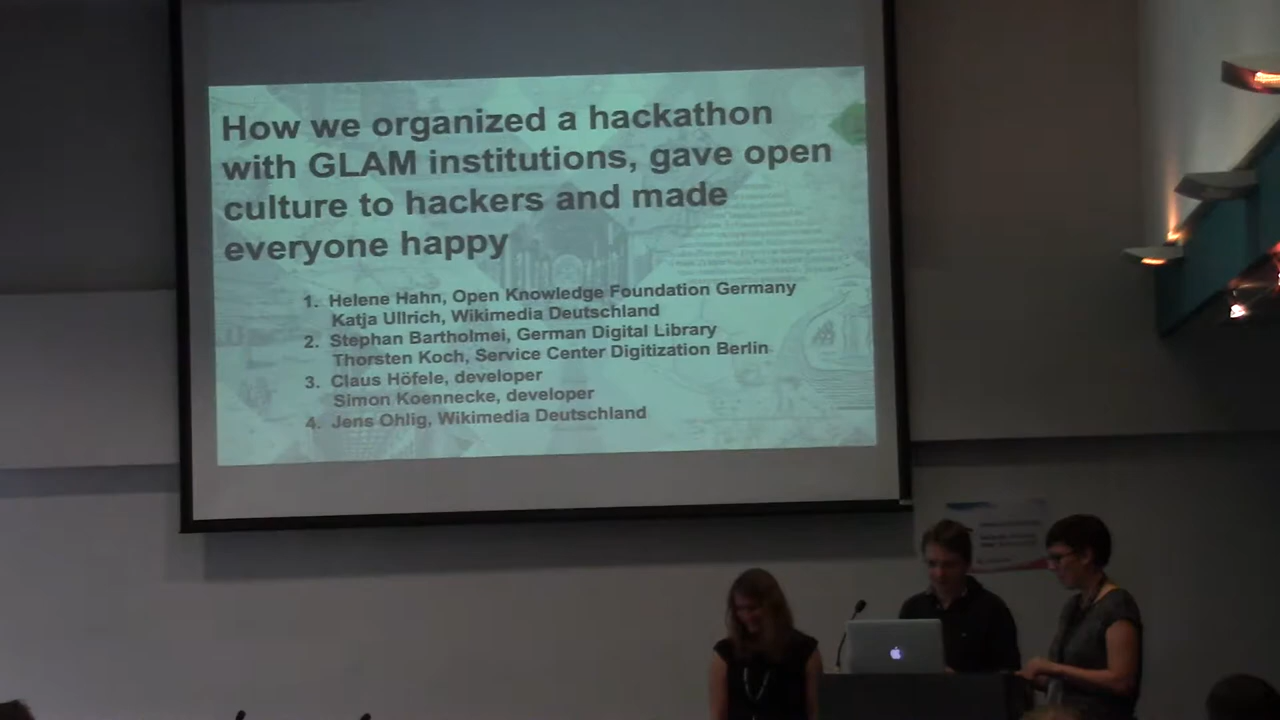 How we organized a hackathon
with GLAM institutions, gave open
culture to hackers and made
everyone happy
1. Helene Hahn, Open Knowledge Foundation Germany
Katja Ullrich, Wikimedia Deutschland
2. Stephan Bartholmei, German Digital Library
Thorsten Koch, Service Center Digitization Berlin
3. Claus Höfele, developer
Simon Koennecke, developer
4. Jens Ohlig, Wikimedia Deutschland